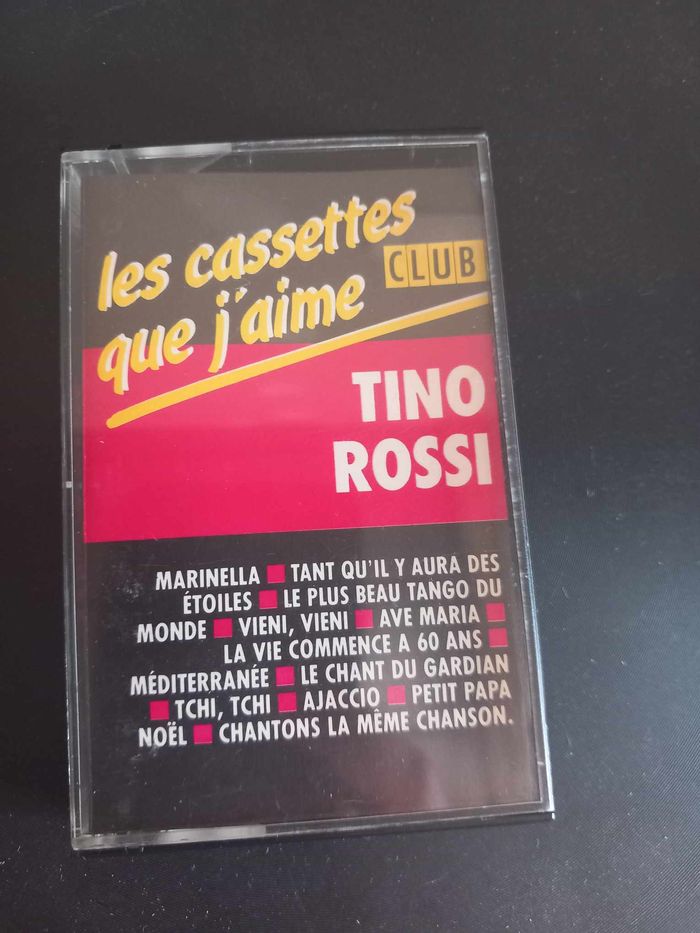 les cassettes
que j'aime CLUB
TINO
ROSSI
MARINELLA ■ TANT QU'IL Y AURA DES
ÉTOILES ■ LE PLUS BEAU TANGO DU
MONDE ■ VIENI, VIENI ■ AVE MARIA ■
LA VIE COMMENCE A 60 ANS ■
MÉDITERRANÉE ■ LE CHANT DU GARDIAN
■ TCHI, TCHI ■ AJACCIO ■ PETIT PAPA
NOËL ■ CHANTONS LA MÊME CHANSON.